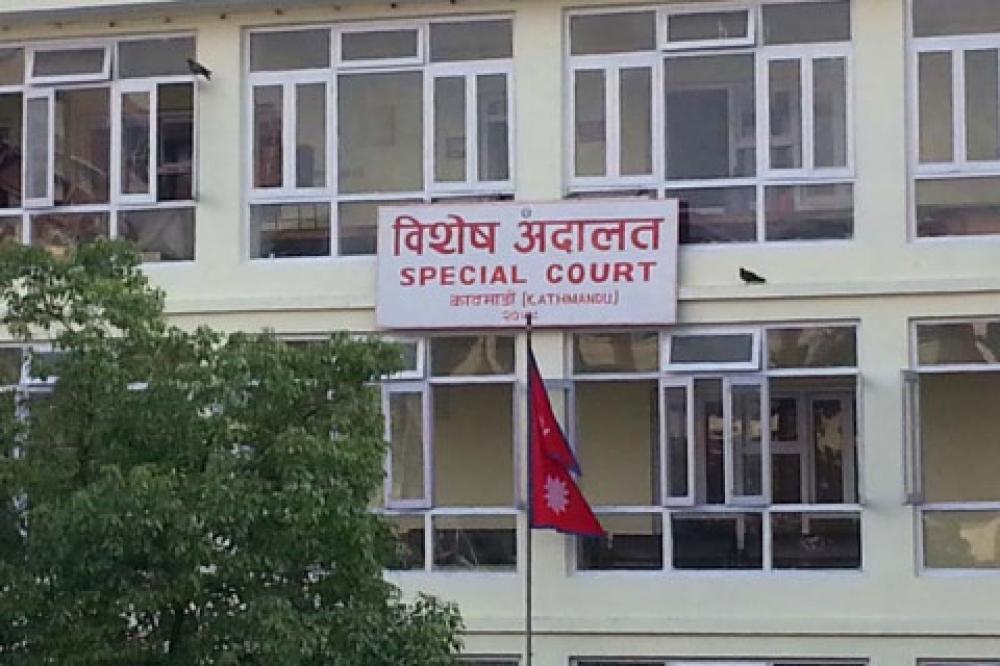 विशेष अदालत
SPECIAL COURT
काठमाडौं (KATHMANDU)